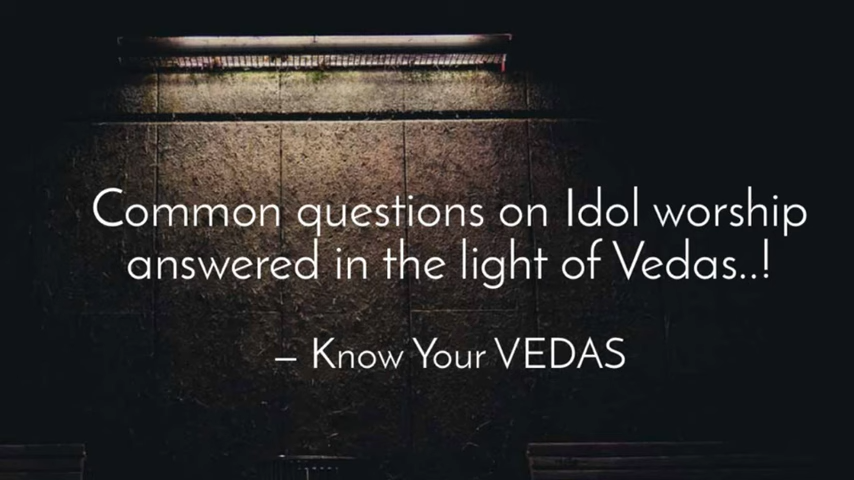 Common questions on Idol worship
answered in the light of Vedas..!
– Know Your VEDAS